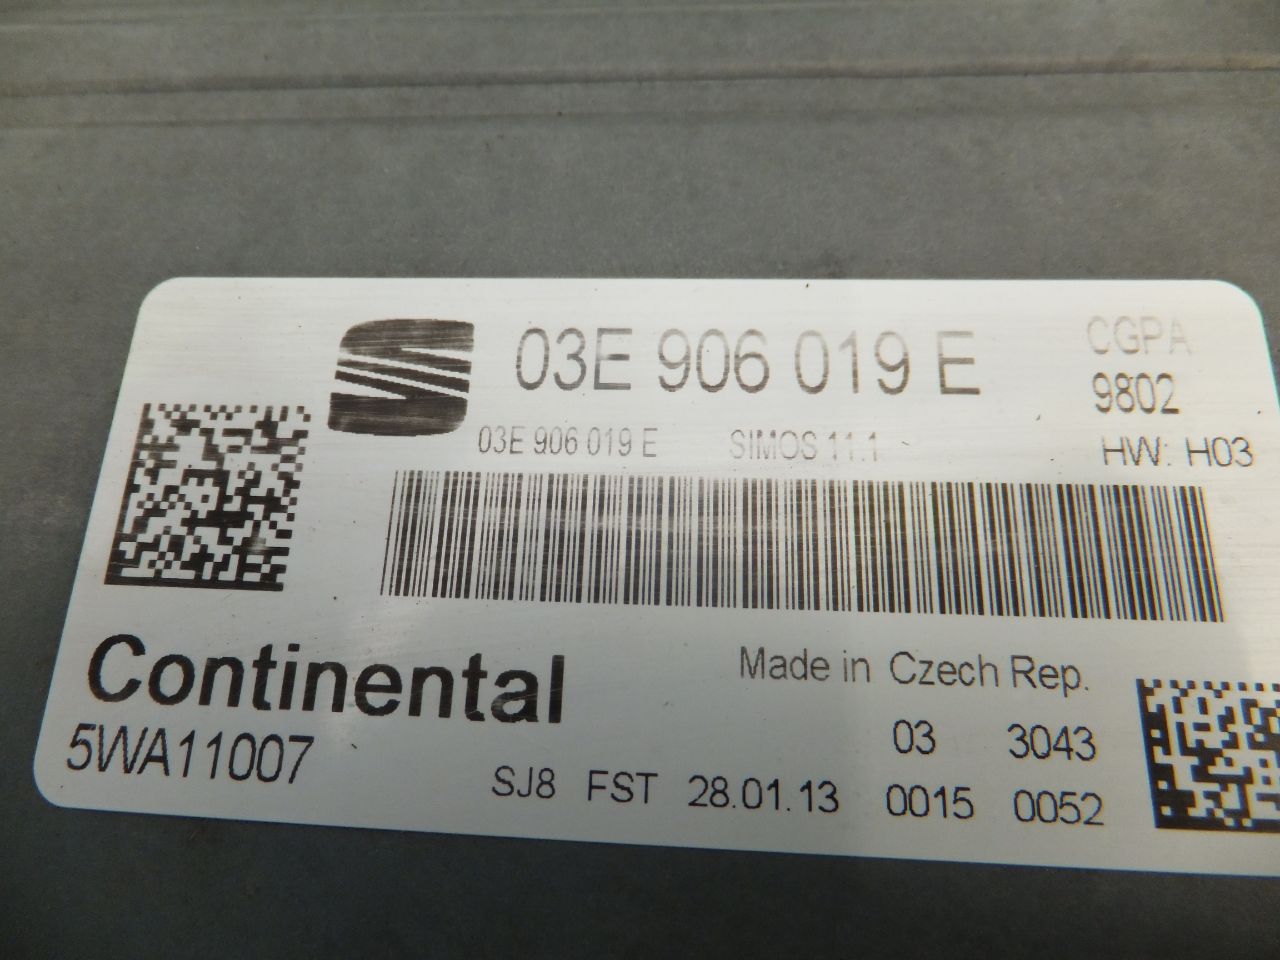 03E 906 019 E
CGPA
9802
03E 906 019 E SIMOS 11.1
HW: H03
Continental
Made in Czech Rep.
5WA11007
03 3043
SJ8 FST 28.01.13 0015 0052